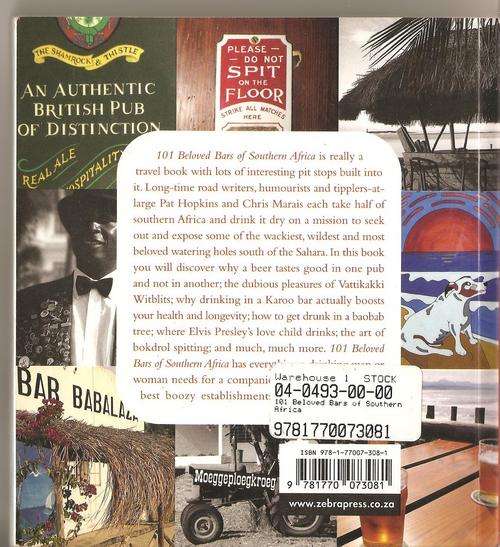 THE SHAMROCK & THISTLE
AN AUTHENTIC
BRITISH PUB
OF DISTINCTION
REAL ALE
HOSPITALITY
PLEASE —
— DO NOT
SPIT
ON THE
FLOOR
STRIKE ALL MATCHES
HERE
101 Beloved Bars of Southern Africa is really a
travel book with lots of interesting pit stops built into
it. Long-time road writers, humourists and tipplers-at-
large Pat Hopkins and Chris Marais each take half of
southern Africa and drink it dry on a mission to seek
out and expose some of the wackiest, wildest and most
beloved watering holes south of the Sahara. In this book
you will discover why a beer tastes good in one pub
and not in another; the dubious pleasures of Vattikakki
Witblits; why drinking in a Karoo bar actually boosts
your health and longevity; how to get drunk in a baobab
tree; where Elvis Presley's love child drinks; the art of
bokdrol spitting; and much, much more. 101 Beloved
Bars of Southern Africa has
woman needs for a
best boozy establishment
BAR BABALAZA
Moeggeploegkroeg
Warehouse 1 STOCK
04-0493-00-00
101 Beloved Bars of Southern
Africa
9781770073081
ISBN 978-1-77007-308-1
9 781770 073081
www.zebrapress.co.za